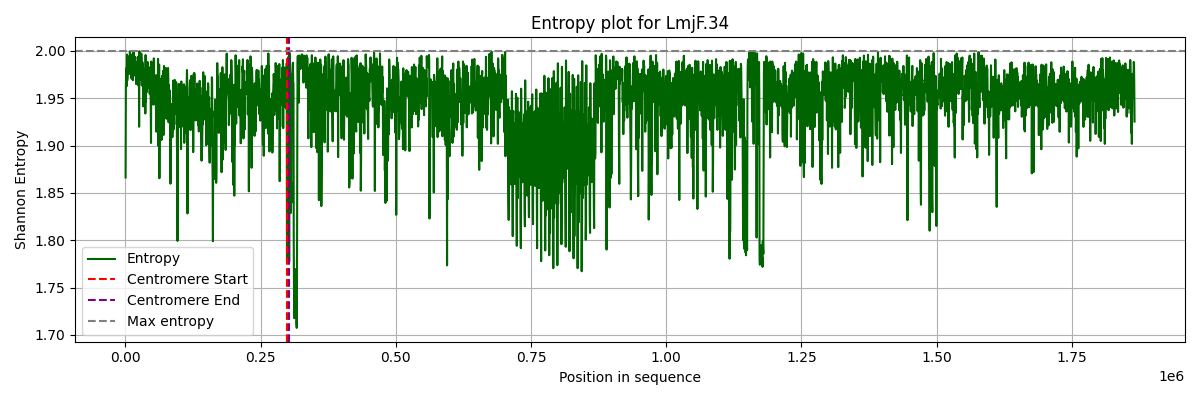 Entropy plot for LmjF.34
Shannon Entropy
2.00
1.95
1.90
1.85
1.80
1.75
1.70
Entropy
Centromere Start
Centromere End
Max entropy
0.00 0.25 0.50 0.75 1.00 1.25 1.50 1.75
1e6
Position in sequence